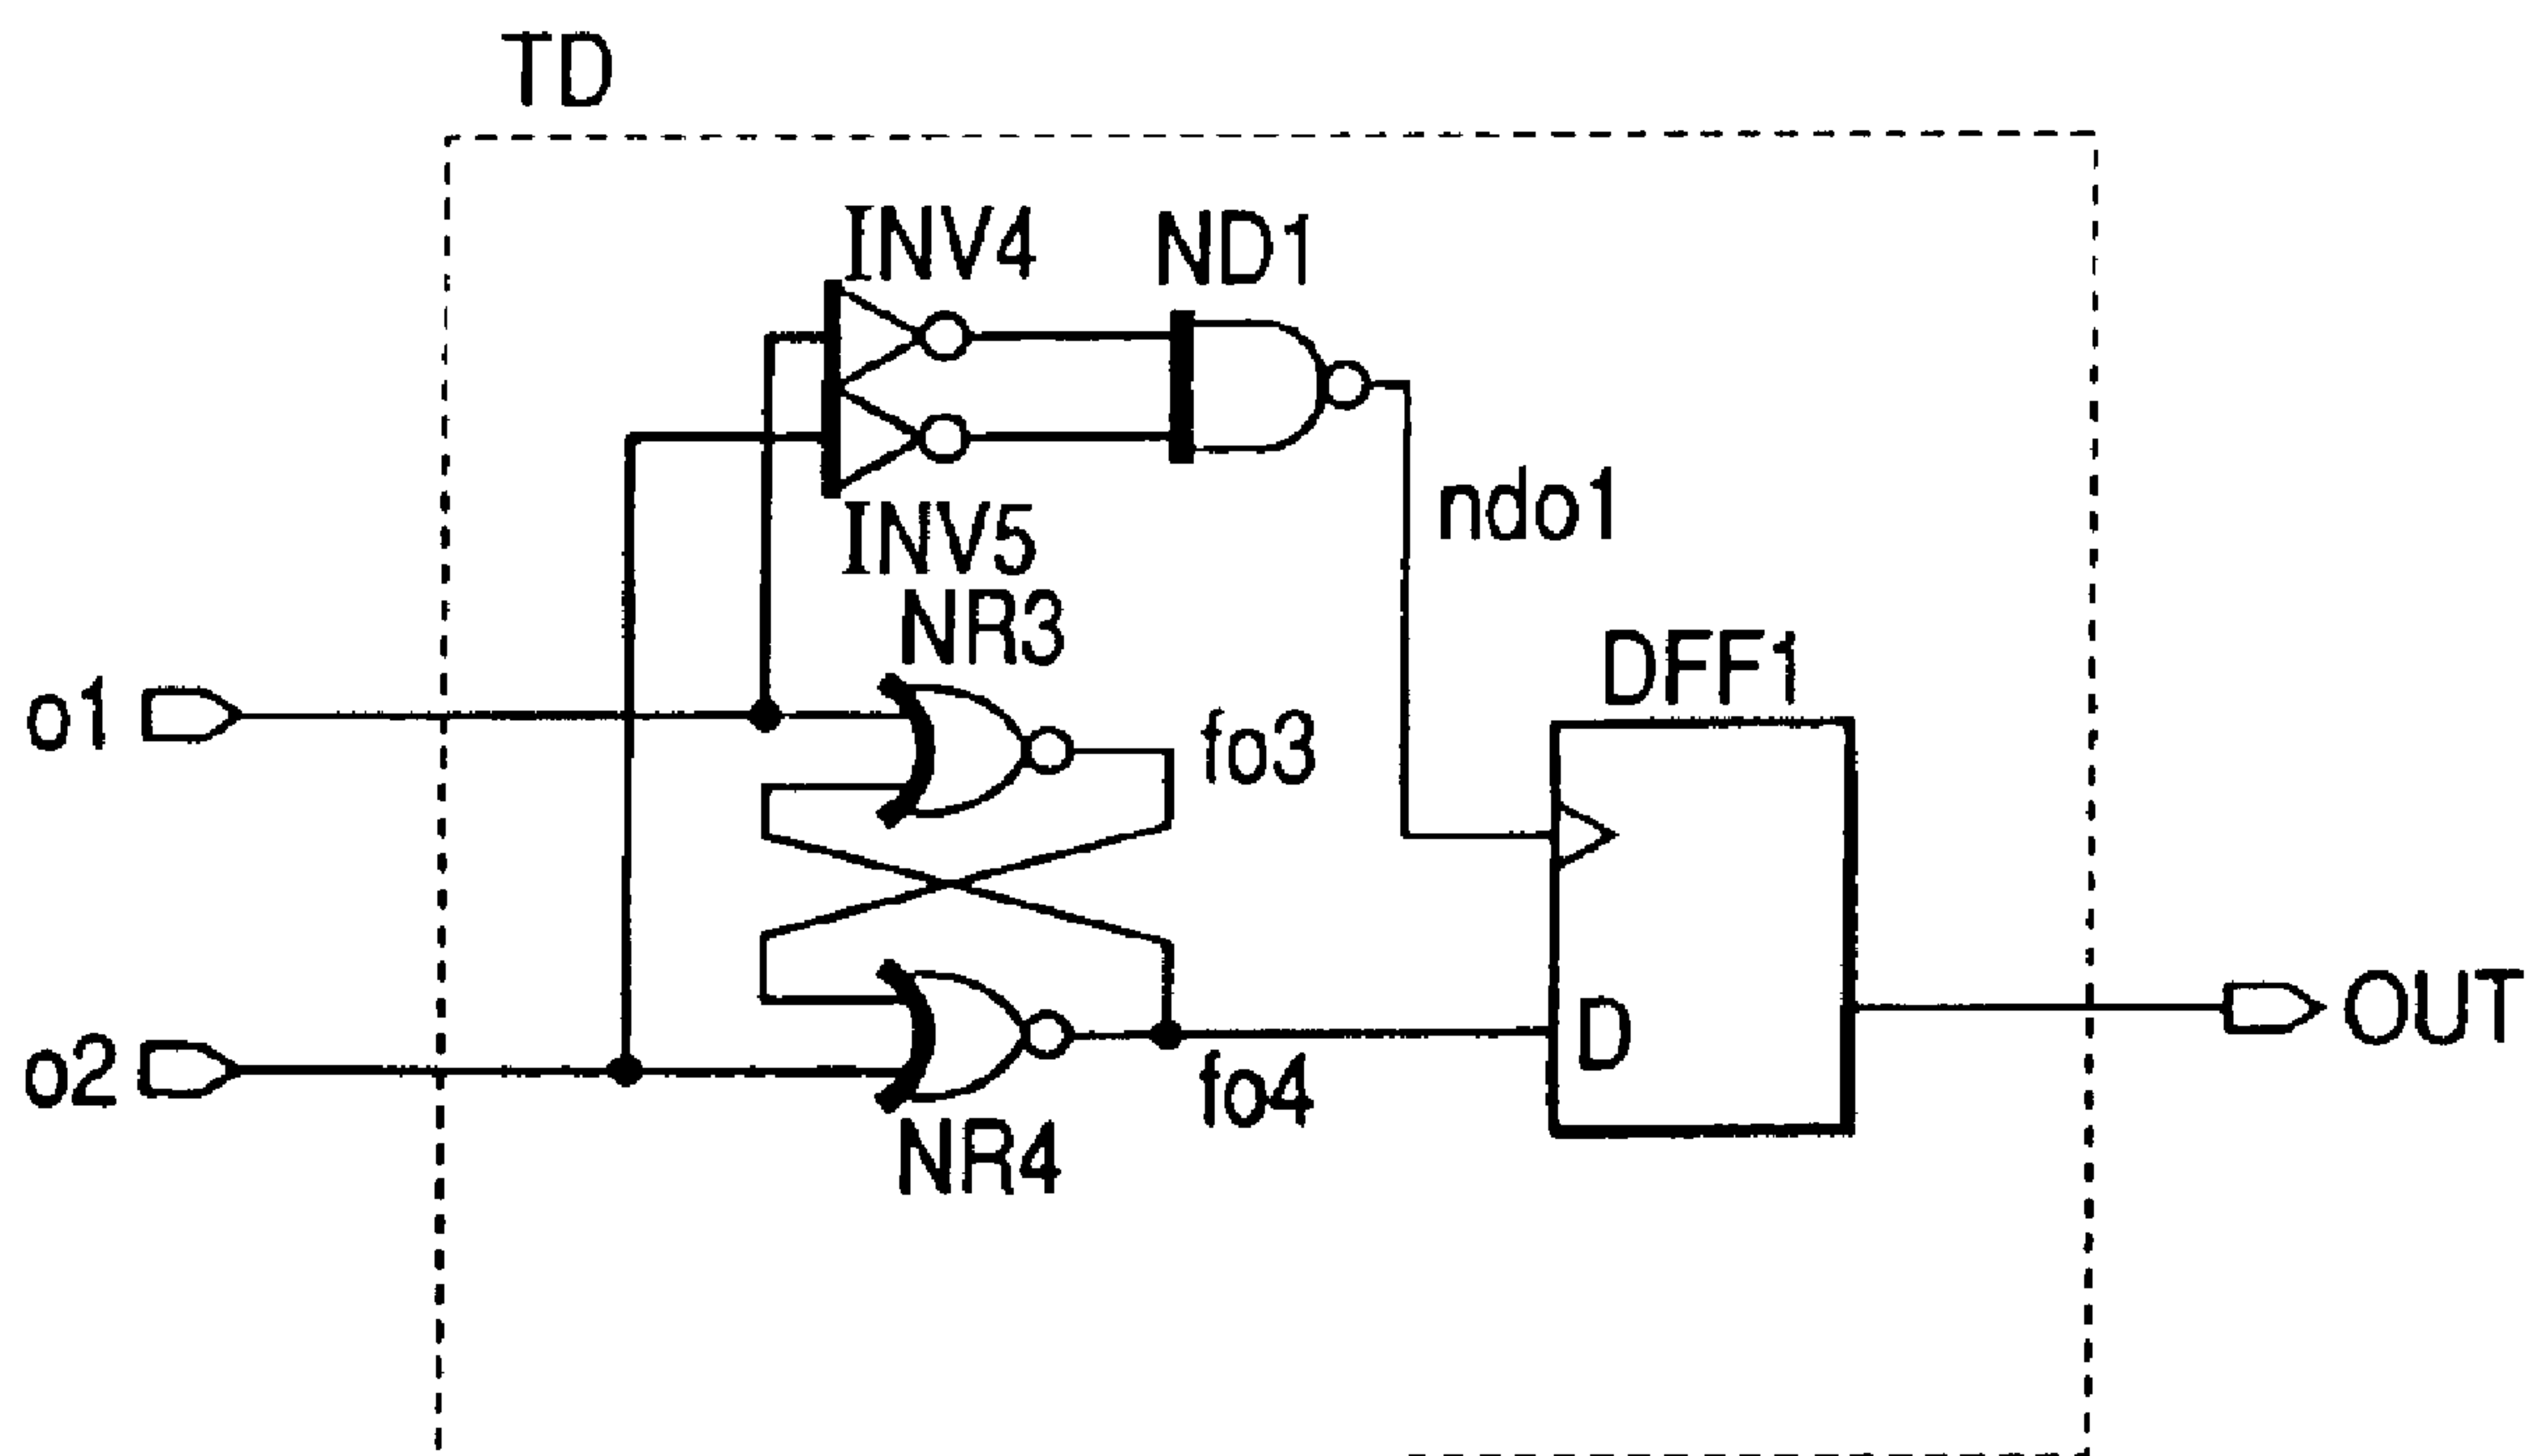 TD
INV4
ND1
INV5
ndo1
NR3
DFF1
o1
fo3
D
OUT
o2
fo4
NR4